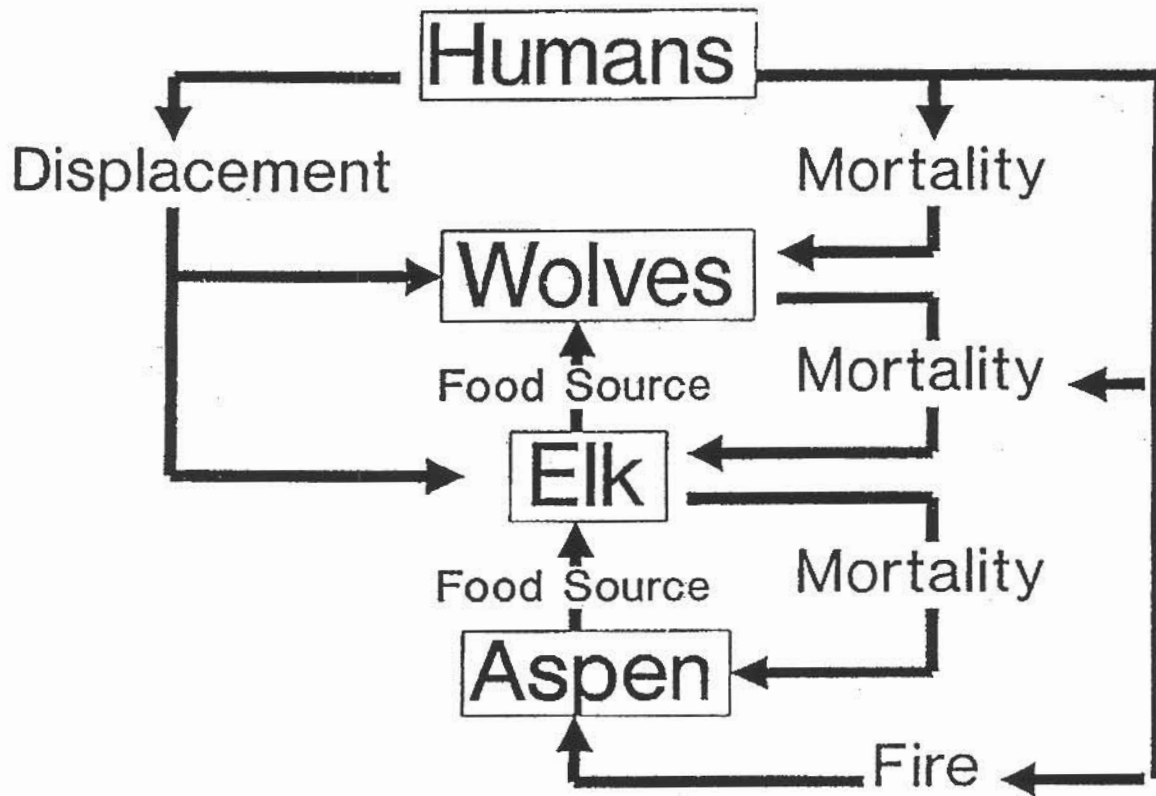 Humans
Displacement
Mortality
Wolves
Food Source
Mortality
Elk
Food Source
Mortality
Aspen
Fire